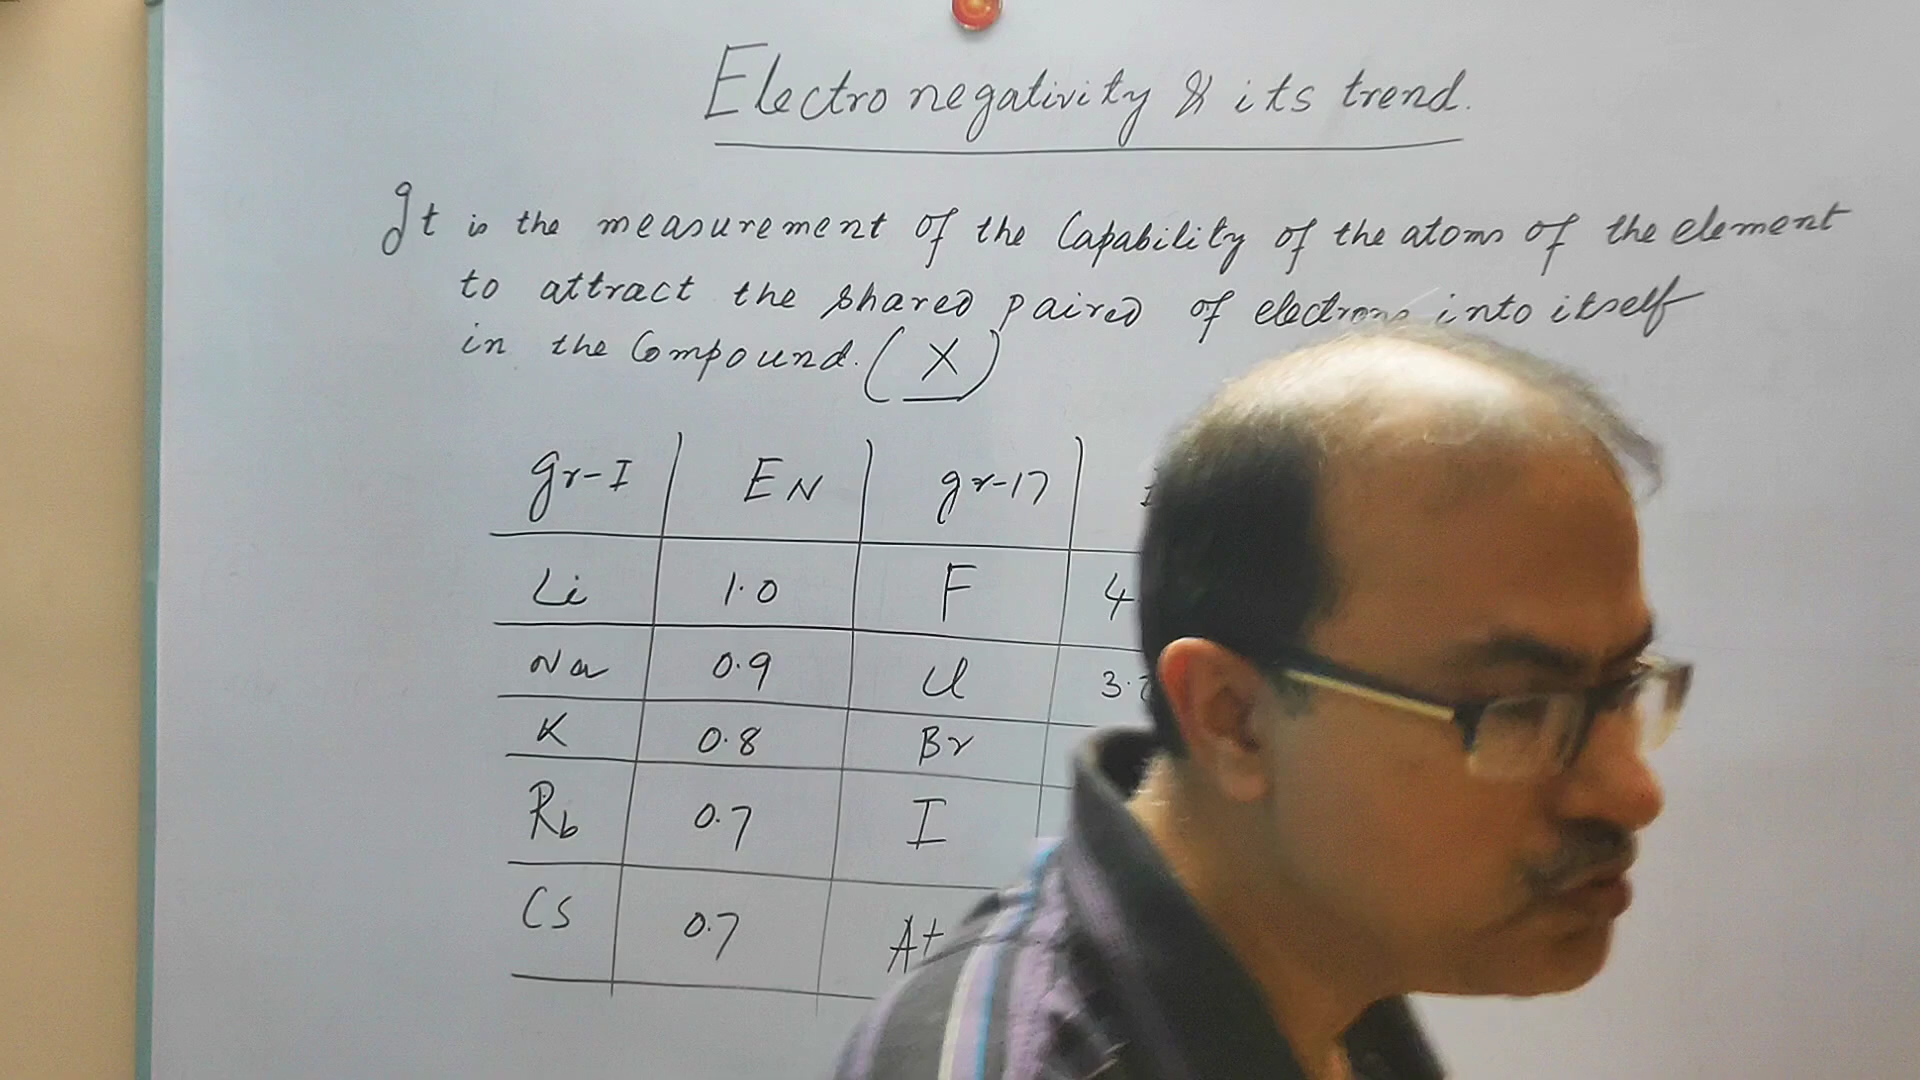 Electronegativity & its trend.
It is the measurement of the Capability of the atoms of the element
to attract the shared paired of electrons into itself
in the Compound. (X)
gr-I EN gr-17
Li 1.0 F 4
Na 0.9 Cl 3.
K 0.8 Br
Rb 0.7 I
Cs 0.7 At